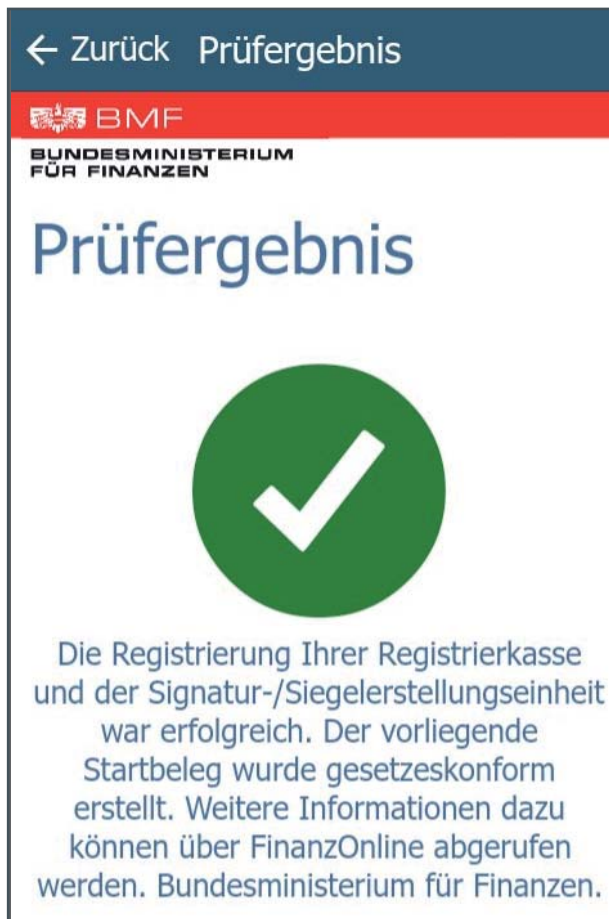 ← Zurück Prüfergebnis
BMF
BUNDESMINISTERIUM
FÜR FINANZEN
Prüfergebnis
Die Registrierung Ihrer Registrierkasse
und der Signatur-/Siegelerstellungseinheit
war erfolgreich. Der vorliegende
Startbeleg wurde gesetzeskonform
erstellt. Weitere Informationen dazu
können über FinanzOnline abgerufen
werden. Bundesministerium für Finanzen.